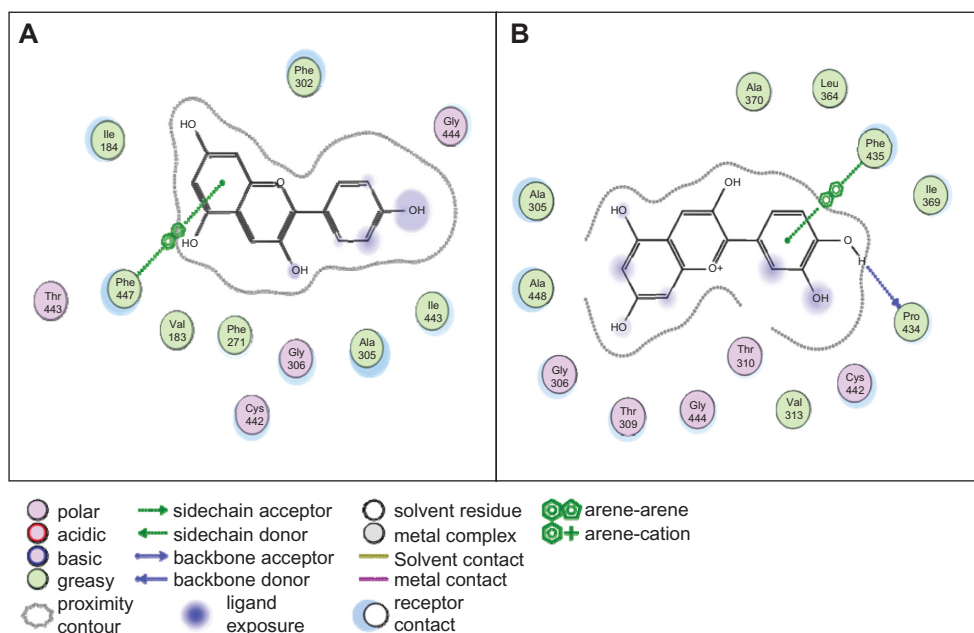 A
Phe
302
Gly
444
HO
Ile
184
O
OH
HO
OH
Phe
447
Thr
443
Val
183
Phe
271
Gly
306
Ala
305
Ile
443
Cys
442
B
Ala
370
Leu
364
Phe
435
Ile
369
Ala
305
HO
OH
O
H
O+
OH
HO
Ala
448
Pro
434
Gly
306
Thr
309
Gly
444
Thr
310
Val
313
Cys
442
polar
acidic
basic
greasy
proximity
contour
sidechain acceptor
sidechain donor
backbone acceptor
backbone donor
ligand
exposure
solvent residue
metal complex
Solvent contact
metal contact
receptor
contact
arene-arene
arene-cation